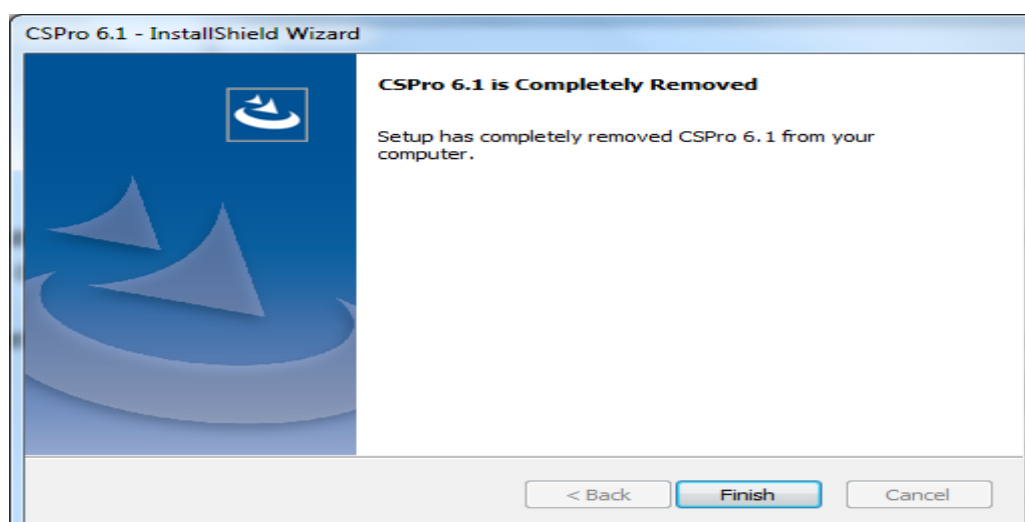 CSPro 6.1 - InstallShield Wizard
CSPro 6.1 is Completely Removed
Setup has completely removed CSPro 6.1 from your
computer.
< Back
Finish
Cancel